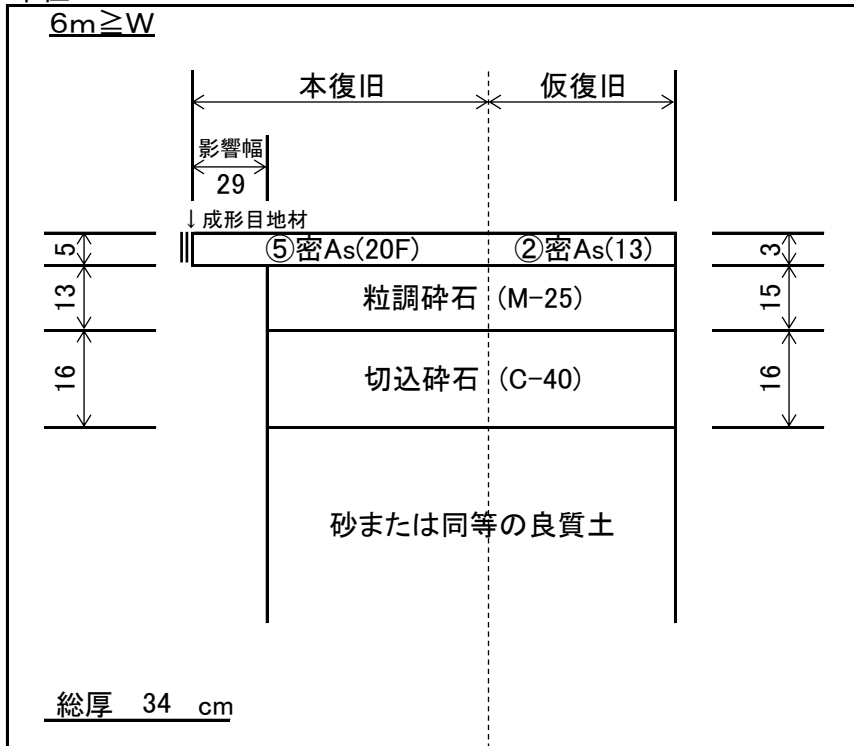 6m≧W
本復旧
仮復旧
影響幅
29
↓成形目地材
5
⑤密As(20F)
②密As(13)
3
13
粒調砕石 (M-25)
15
16
切込砕石 (C-40)
16
砂または同等の良質土
総厚 34 cm